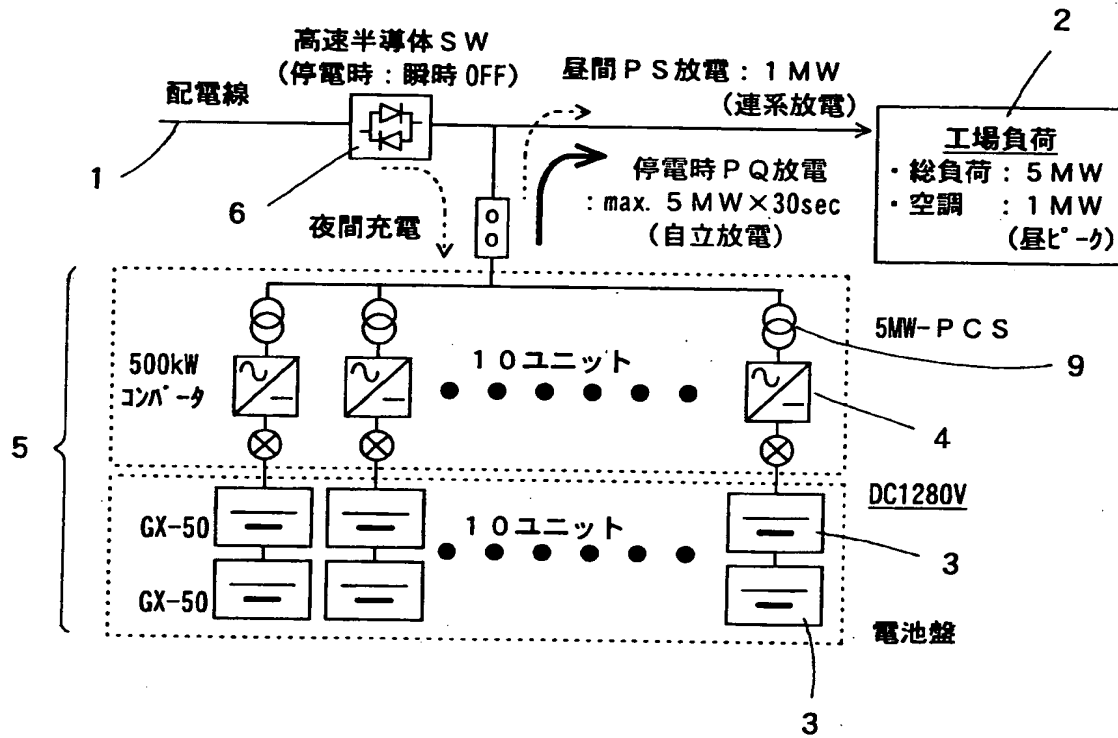 2
高速半導体ＳＷ
(停電時：瞬時OFF)
昼間ＰＳ放電：１ＭＷ
(連系放電)
配電線
1
6
工場負荷
・総負荷：５ＭＷ
・空調　：１ＭＷ
(昼ﾋﾟｰｸ)
停電時ＰＱ放電
：max. ５ＭＷ×30sec
(自立放電)
夜間充電
5MW-ＰＣＳ
9
500kW
ｺﾝﾊﾞｰﾀ
１０ユニット
4
5
DC1280V
GX-50
１０ユニット
3
GX-50
電池盤
3